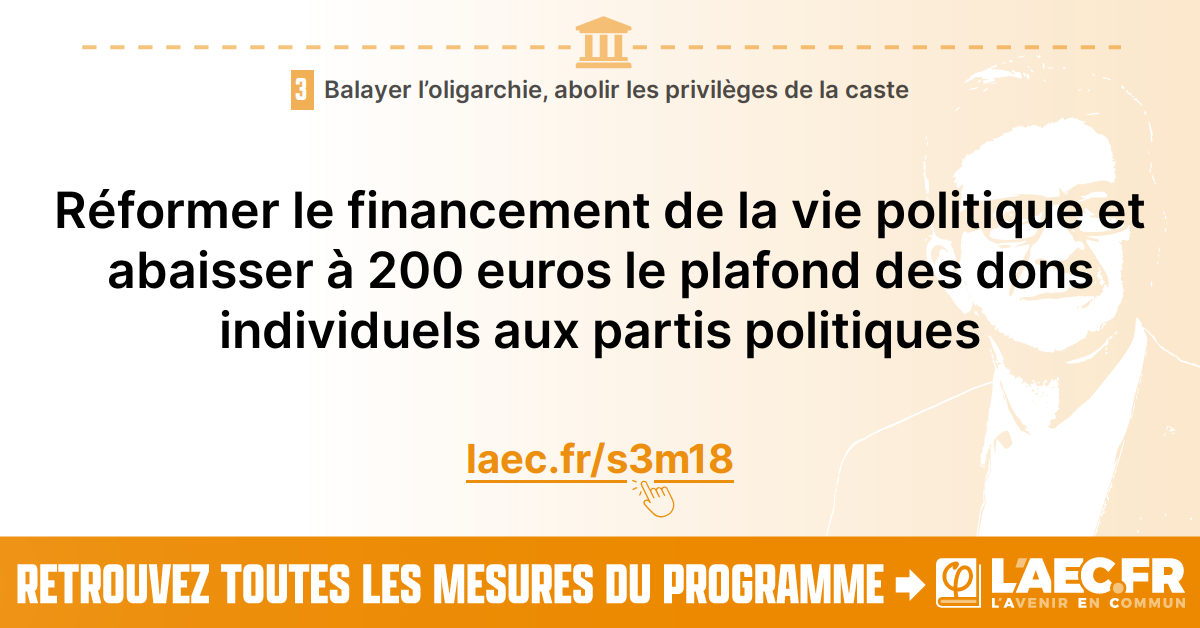 3 Balayer l’oligarchie, abolir les privilèges de la caste
Réformer le financement de la vie politique et
abaisser à 200 euros le plafond des dons
individuels aux partis politiques
laec.fr/s3m18
RETROUVEZ TOUTES LES MESURES DU PROGRAMME
L'AEC.FR
L'AVENIR EN COMMUN